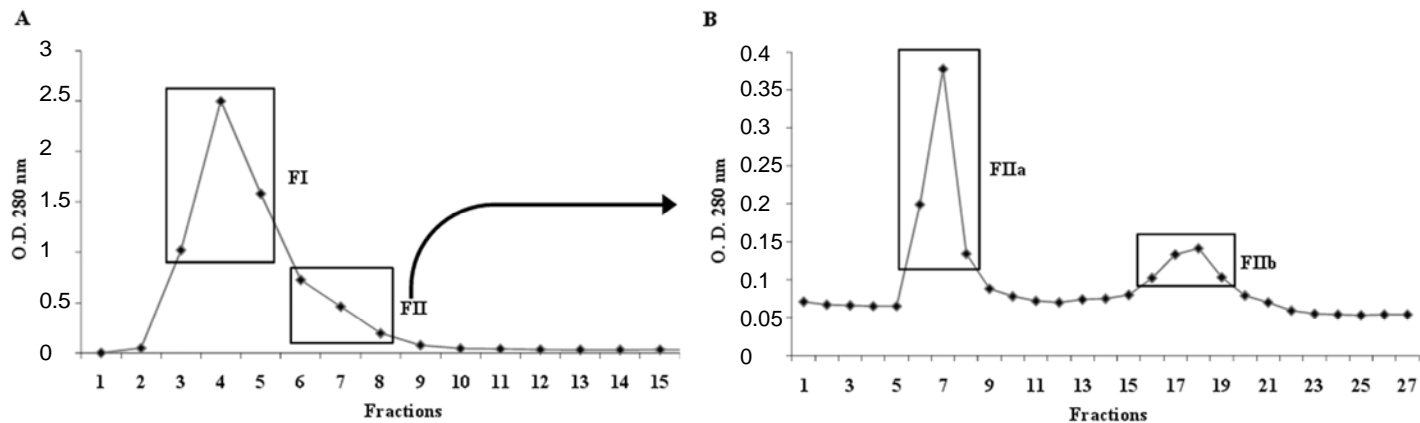 A
3
2.5
2
1.5
1
0.5
0
O.D. 280 nm
FI
FII
1 2 3 4 5 6 7 8 9 10 11 12 13 14 15
Fractions
B
0.4
0.35
0.3
0.25
0.2
0.15
0.1
0.05
0
O. D. 280 nm
FIIa
FIIb
1 3 5 7 9 11 13 15 17 19 21 23 25 27
Fractions